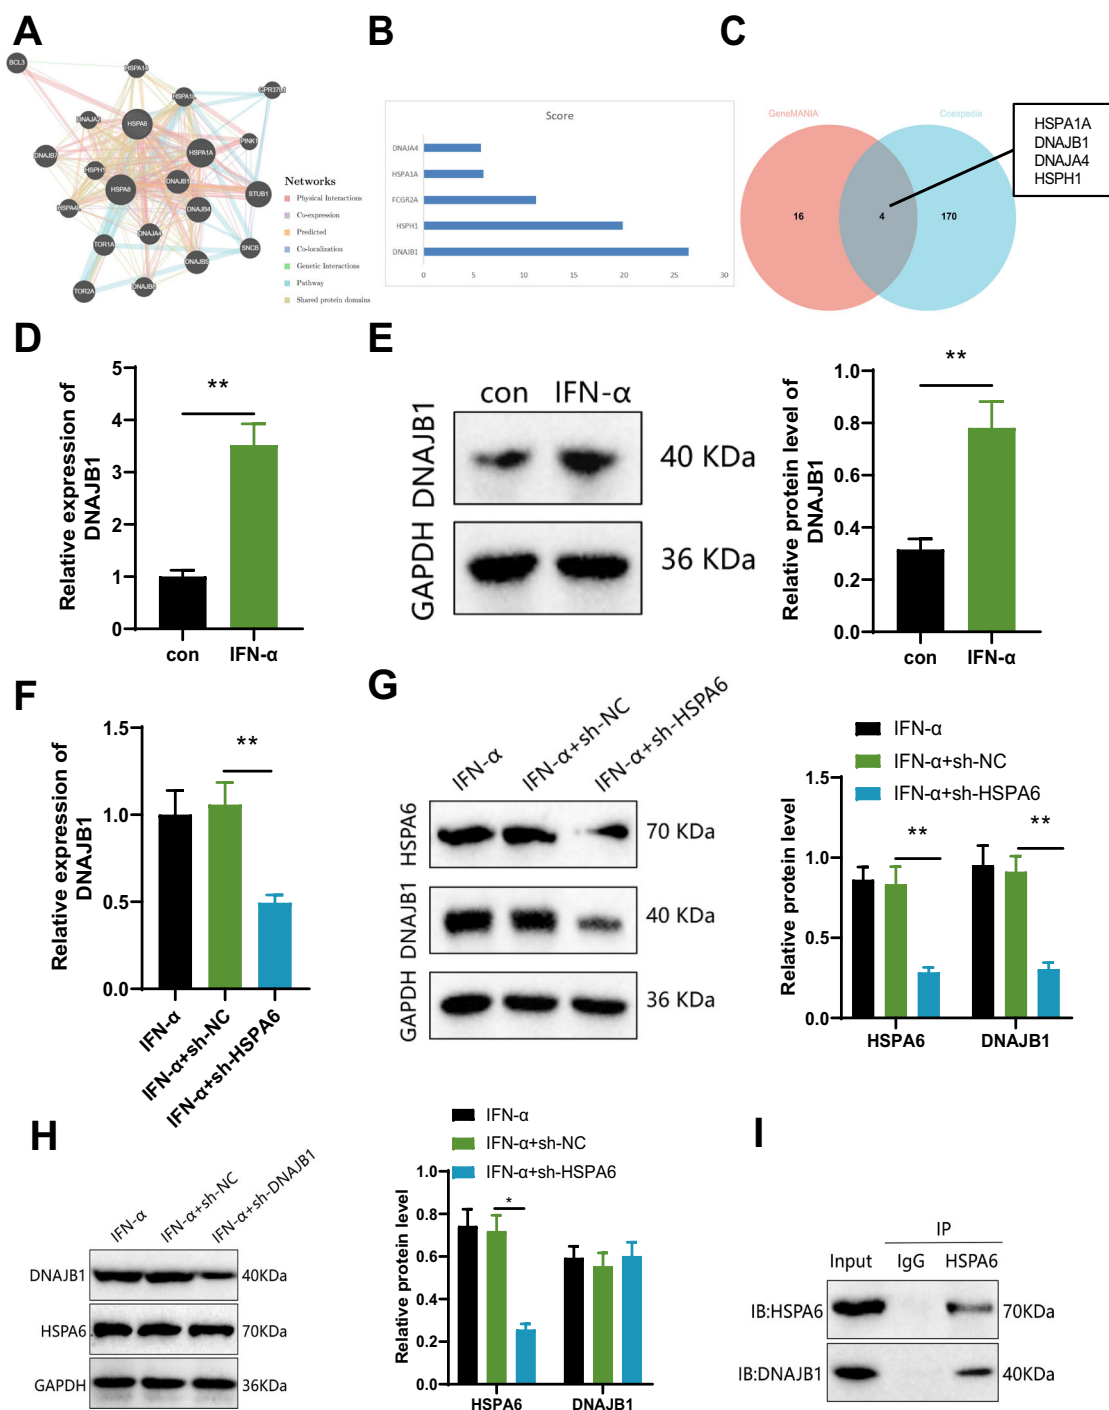 A
BCL3
HSPA14
HSPA1L
GPR37L1
DNAJA2
HSPA6
PINK1
DNAJB7
HSPA1A
HSPH1
DNAJB1
HSPA8
STUB1
HSPA4L
DNAJB4
DNAJA4
TOR1A
SNCB
DNAJB5
TOR2A
Networks
Physical Interactions
Co-expression
Predicted
Co-localization
Genetic Interactions
Pathway
Shared protein domains
B
Score
DNAJA4
HSPA1A
FCGR2A
HSPH1
DNAJB1
0 5 10 15 20 25 30
C
GeneMANIA
Coexpedia
16
4
170
HSPA1A
DNAJB1
DNAJA4
HSPH1
D
Relative expression of
DNAJB1
5
4
3
2
1
0
**
con IFN-α
E
con IFN-α
DNAJB1
40 KDa
GAPDH
36 KDa
Relative protein level of
DNAJB1
1.0
0.8
0.6
0.4
0.2
0.0
**
con IFN-α
F
Relative expression of
DNAJB1
1.5
1.0
0.5
0.0
**
IFN-α
IFN-α+sh-NC
IFN-α+sh-HSPA6
G
IFN-α
IFN-α+sh-NC
IFN-α+sh-HSPA6
HSPA6
70 KDa
DNAJB1
40 KDa
GAPDH
36 KDa
IFN-α
IFN-α+sh-NC
IFN-α+sh-HSPA6
Relative protein level
1.5
1.0
0.5
0.0
**
**
HSPA6 DNAJB1
H
IFN-α
IFN-α+sh-NC
IFN-α+sh-DNAJB1
DNAJB1
40KDa
HSPA6
70KDa
GAPDH
36KDa
IFN-α
IFN-α+sh-NC
IFN-α+sh-HSPA6
Relative protein level
1.0
0.8
0.6
0.4
0.2
0.0
*
HSPA6 DNAJB1
I
IP
Input IgG HSPA6
IB:HSPA6
70KDa
IB:DNAJB1
40KDa